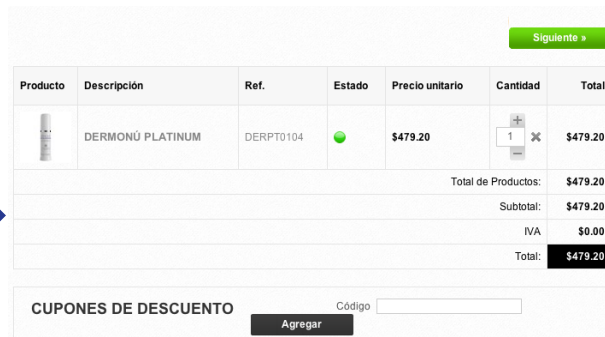 Siguiente »
Producto Descripción Ref. Estado Precio unitario Cantidad Total
DERMONÚ PLATINUM DERPT0104 $479.20 1 $479.20
Total de Productos: $479.20
Subtotal: $479.20
IVA $0.00
Total: $479.20
CUPONES DE DESCUENTO Código
Agregar